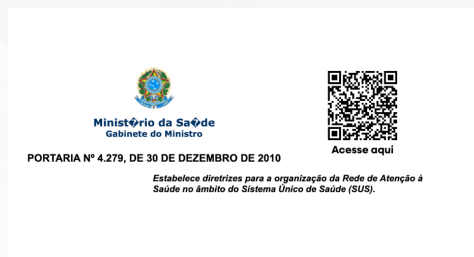 Minist�rio da Sa�de
Gabinete do Ministro
Acesse aqui
PORTARIA Nº 4.279, DE 30 DE DEZEMBRO DE 2010
Estabelece diretrizes para a organização da Rede de Atenção à
Saúde no âmbito do Sistema Único de Saúde (SUS).